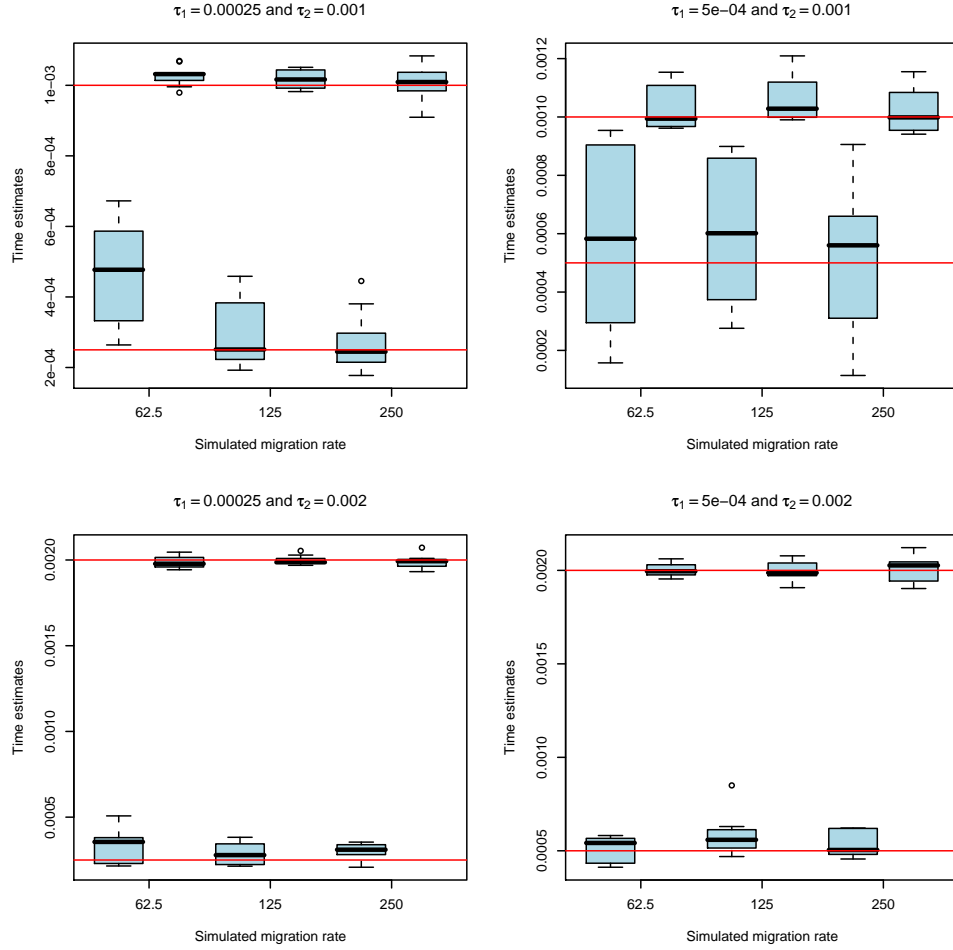 τ1 = 0.00025 and τ2 = 0.001
Time estimates
1e−03
8e−04
6e−04
4e−04
2e−04
62.5 125 250
Simulated migration rate
τ1 = 5e−04 and τ2 = 0.001
Time estimates
0.0012
0.0010
0.0008
0.0006
0.0004
0.0002
62.5 125 250
Simulated migration rate
τ1 = 0.00025 and τ2 = 0.002
Time estimates
0.0020
0.0015
0.0010
0.0005
62.5 125 250
Simulated migration rate
τ1 = 5e−04 and τ2 = 0.002
Time estimates
0.0020
0.0015
0.0010
0.0005
62.5 125 250
Simulated migration rate